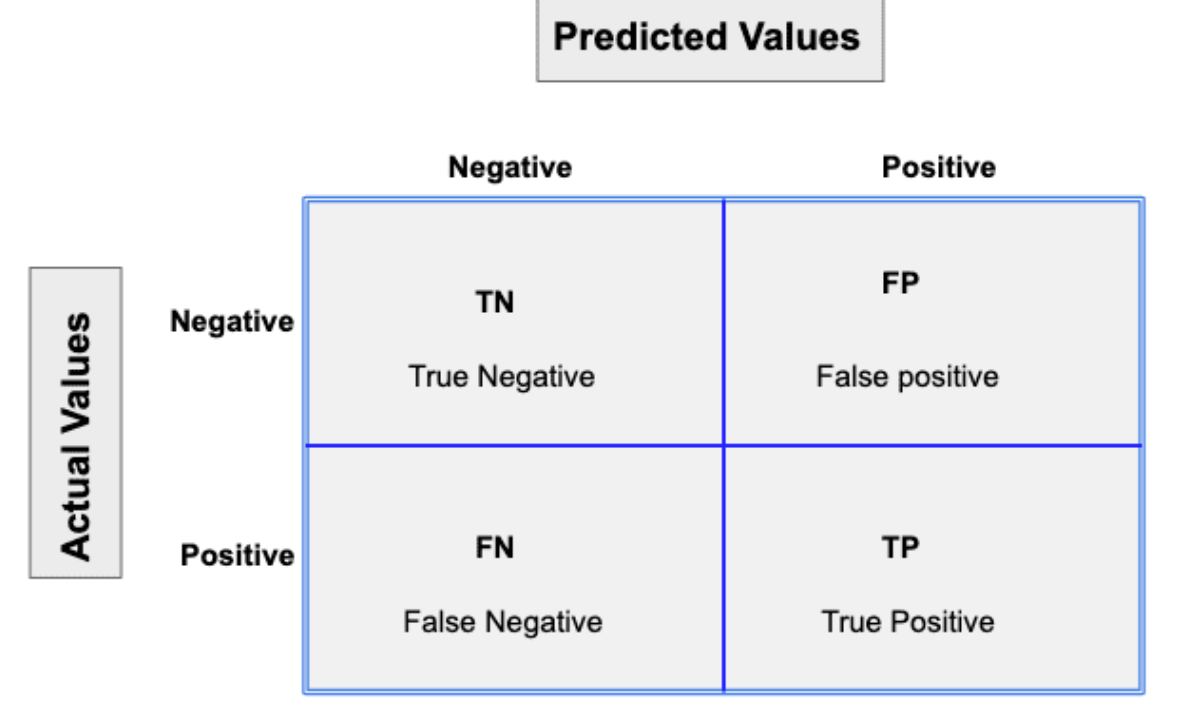 Predicted Values
Negative Positive
Actual Values
Negative
TN
True Negative
FP
False positive
Positive
FN
False Negative
TP
True Positive